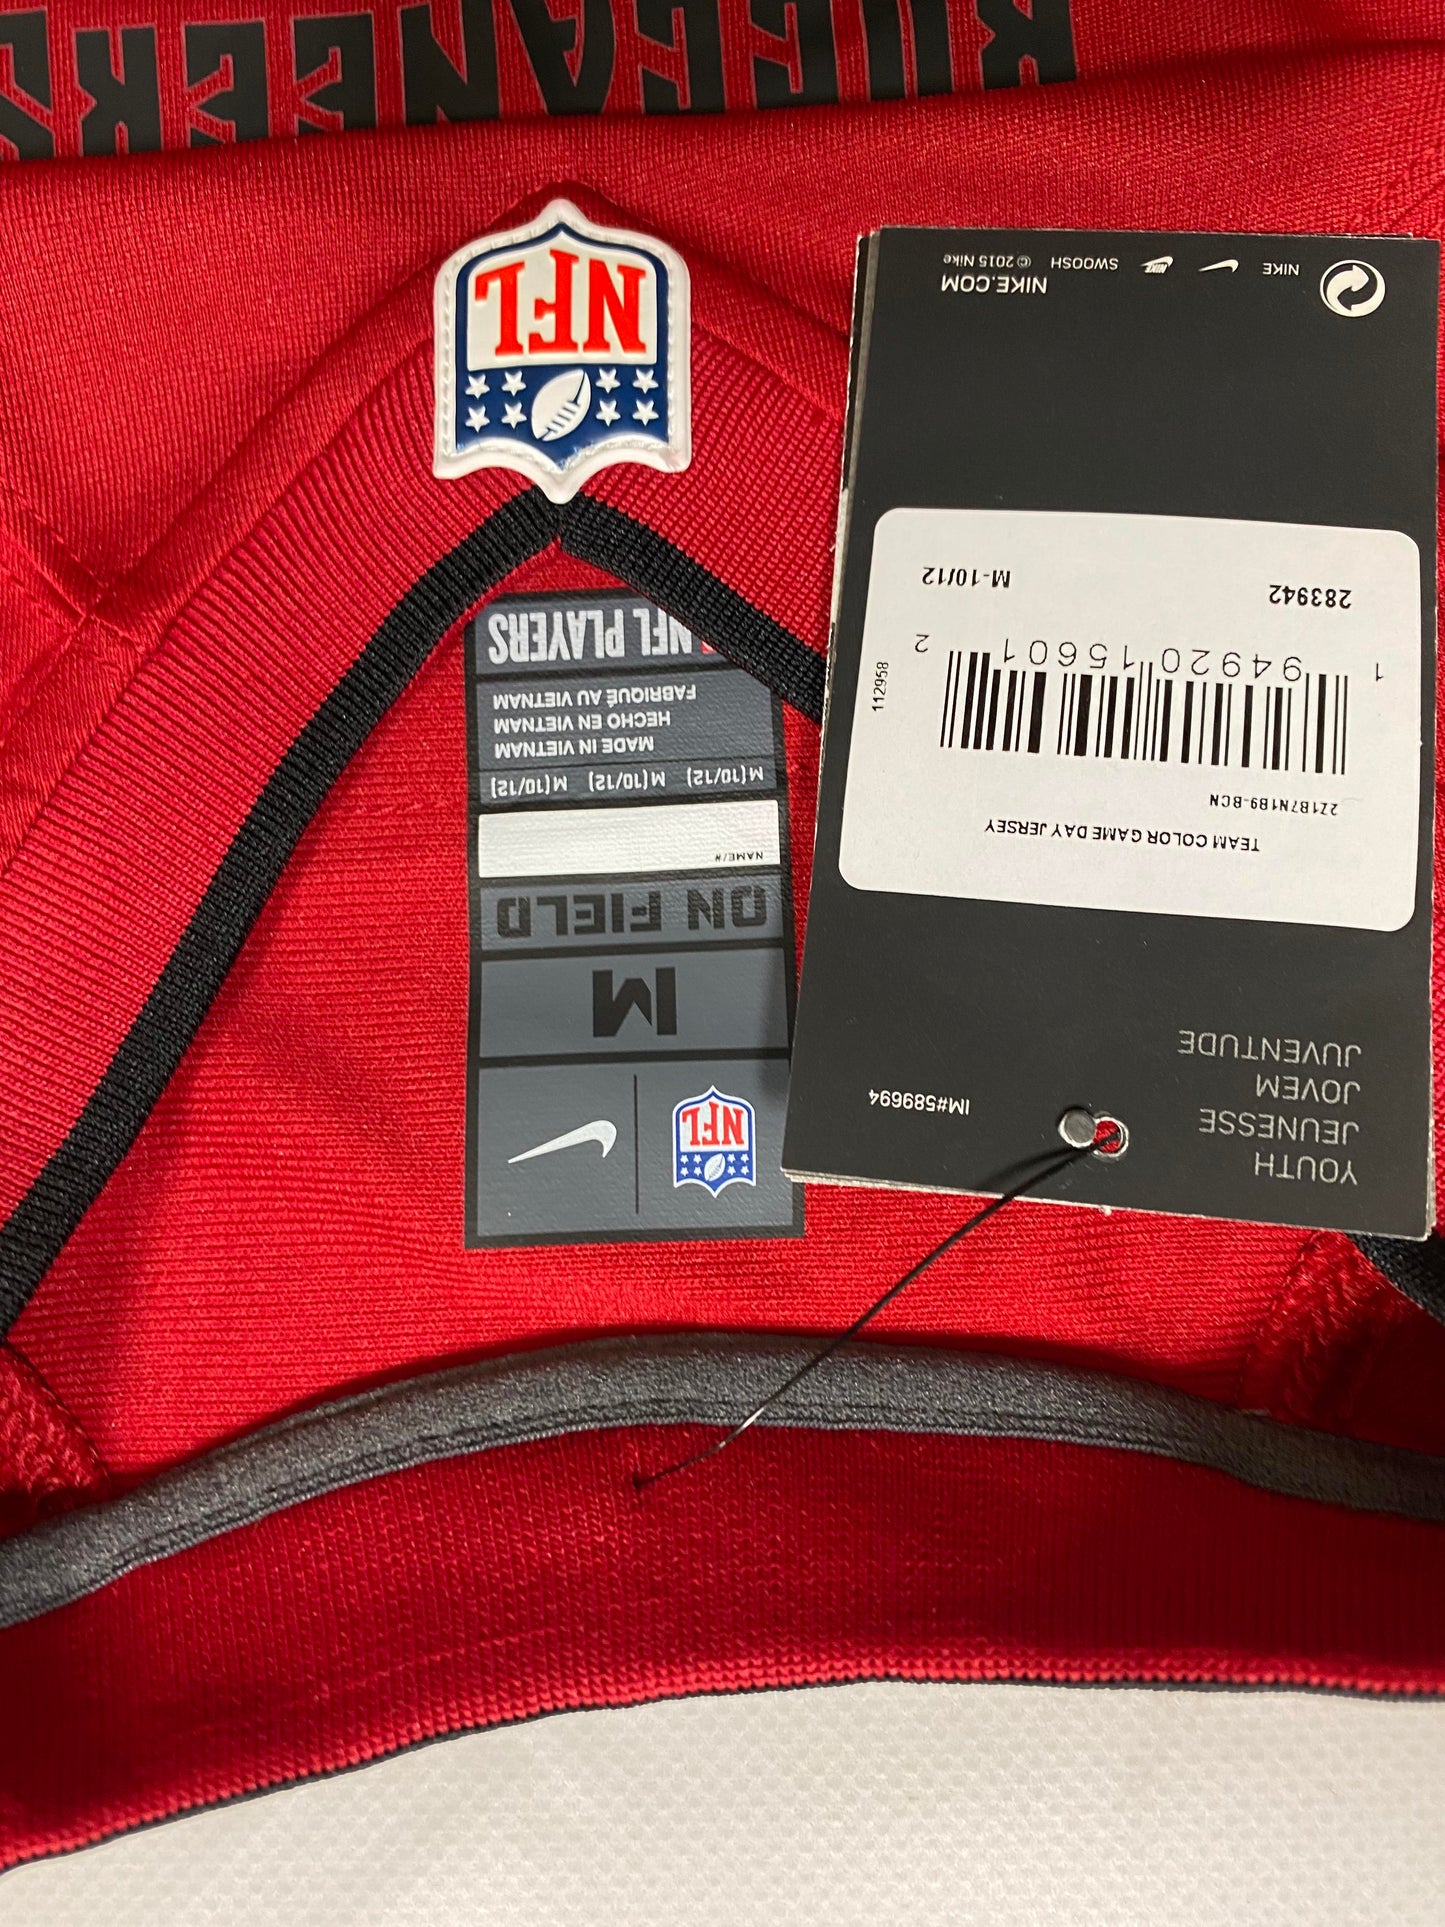 BUCCANEERS
NFL
NFL PLAYERS
MADE IN VIETNAM
HECHO EN VIETNAM
FABRIQUÉ AU VIETNAM
M(10/12) M(10/12) M(10/12)
NAME/#
ON FIELD
M
NFL
YOUTH
JEUNESSE
JOVEM
JUVENTUDE
IM#589694
TEAM COLOR GAME DAY JERSEY
2Z1B7N1B9-BCN
1 94920 15601 2
112958
283942 M-10/12
NIKE.COM
NIKE NIKE SWOOSH © 2015 Nike